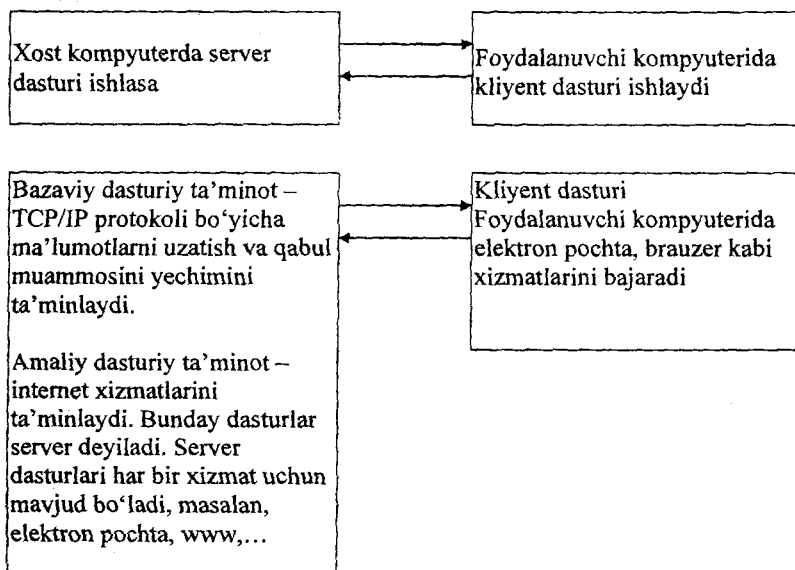 Xost kompyuterda server
dasturi ishlasa
Foydalanuvchi kompyuterida
kliyent dasturi ishlaydi
Bazaviy dasturiy ta’minot –
TCP/IP protokoli bo‘yicha
ma’lumotlarni uzatish va qabul
muammosini yechimini
ta’minlaydi.
Amaliy dasturiy ta’minot –
internet xizmatlarini
ta’minlaydi. Bunday dasturlar
server deyiladi. Server
dasturlari har bir xizmat uchun
mavjud bo‘ladi, masalan,
elektron pochta, www,...
Kliyent dasturi
Foydalanuvchi kompyuterida
elektron pochta, brauzer kabi
xizmatlarini bajaradi